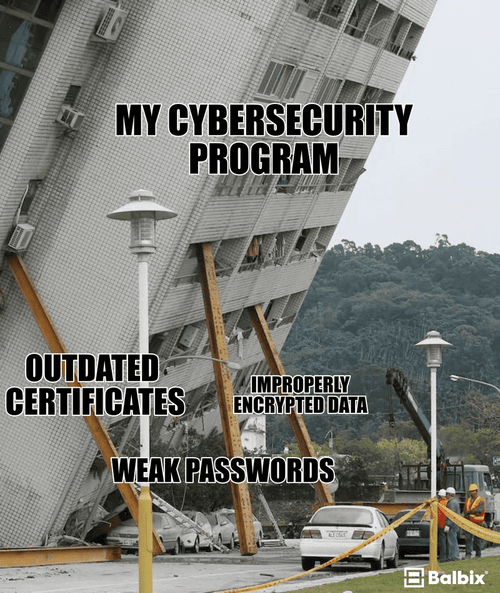 MY CYBERSECURITY
PROGRAM
OUTDATED
CERTIFICATES
IMPROPERLY
ENCRYPTED DATA
WEAK PASSWORDS
Balbix